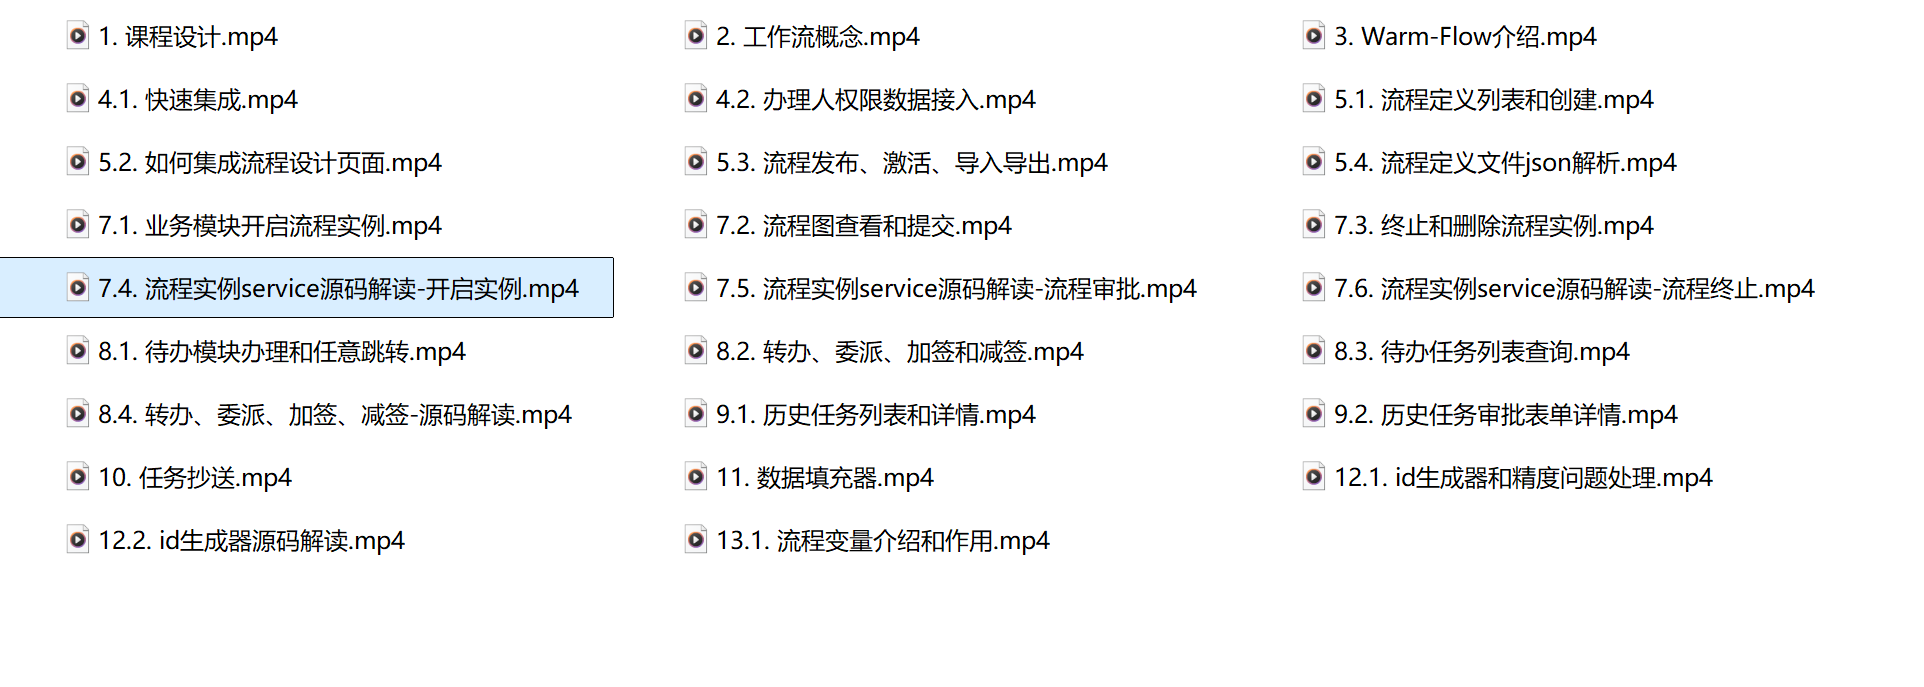 1. 课程设计.mp4
2. 工作流概念.mp4
3. Warm-Flow介绍.mp4
4.1. 快速集成.mp4
4.2. 办理人权限数据接入.mp4
5.1. 流程定义列表和创建.mp4
5.2. 如何集成流程设计页面.mp4
5.3. 流程发布、激活、导入导出.mp4
5.4. 流程定义文件json解析.mp4
7.1. 业务模块开启流程实例.mp4
7.2. 流程图查看和提交.mp4
7.3. 终止和删除流程实例.mp4
7.4. 流程实例service源码解读-开启实例.mp4
7.5. 流程实例service源码解读-流程审批.mp4
7.6. 流程实例service源码解读-流程终止.mp4
8.1. 待办模块办理和任意跳转.mp4
8.2. 转办、委派、加签和减签.mp4
8.3. 待办任务列表查询.mp4
8.4. 转办、委派、加签、减签-源码解读.mp4
9.1. 历史任务列表和详情.mp4
9.2. 历史任务审批表单详情.mp4
10. 任务抄送.mp4
11. 数据填充器.mp4
12.1. id生成器和精度问题处理.mp4
12.2. id生成器源码解读.mp4
13.1. 流程变量介绍和作用.mp4